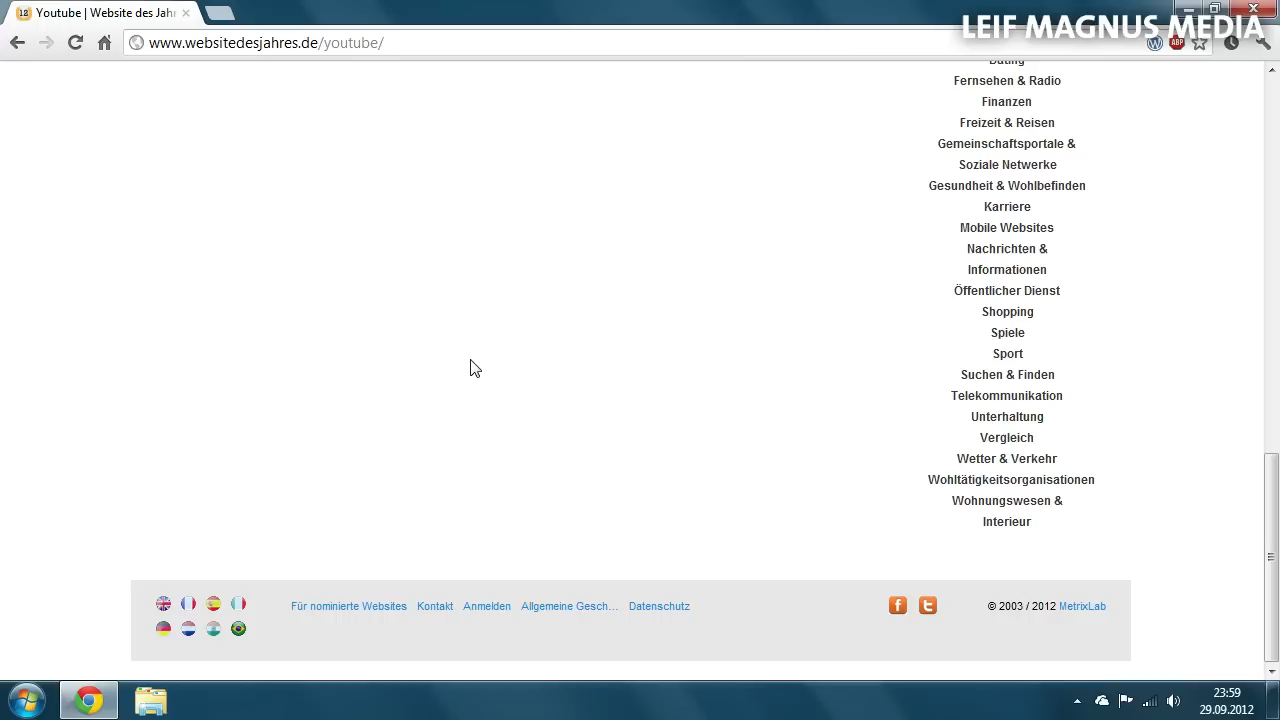 12 Youtube | Website des Jahr
LEIF MAGNUS MEDIA
www.websitedesjahres.de/youtube/
W
ABP
Dating
Fernsehen & Radio
Finanzen
Freizeit & Reisen
Gemeinschaftsportale &
Soziale Netwerke
Gesundheit & Wohlbefinden
Karriere
Mobile Websites
Nachrichten &
Informationen
Öffentlicher Dienst
Shopping
Spiele
Sport
Suchen & Finden
Telekommunikation
Unterhaltung
Vergleich
Wetter & Verkehr
Wohltätigkeitsorganisationen
Wohnungswesen &
Interieur
Für nominierte Websites Kontakt Anmelden Allgemeine Gesch... Datenschutz
f t
© 2003 / 2012 MetrixLab
23:59
29.09.2012